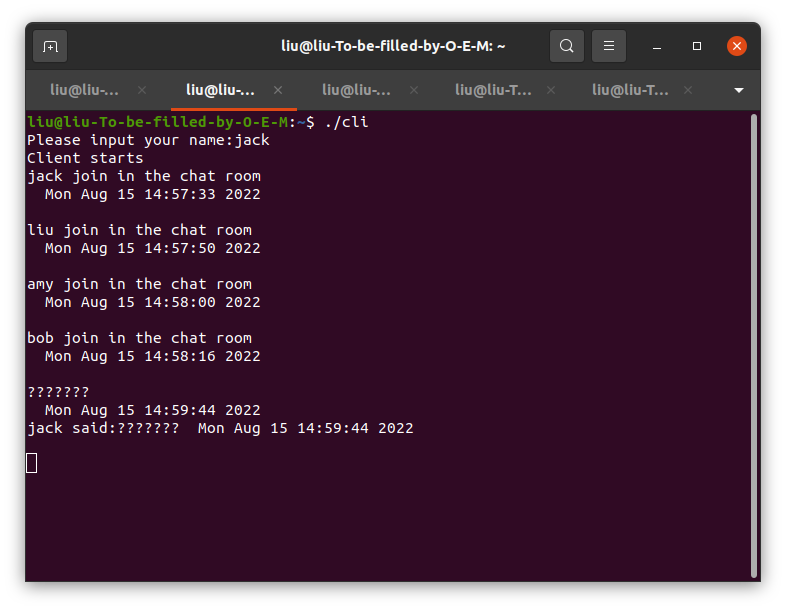 liu@liu-To-be-filled-by-O-E-M: ~
liu@liu-... liu@liu-... liu@liu-... liu@liu-T... liu@liu-T...
liu@liu-To-be-filled-by-O-E-M:~$ ./cli
Please input your name:jack
Client starts
jack join in the chat room
Mon Aug 15 14:57:33 2022
liu join in the chat room
Mon Aug 15 14:57:50 2022
amy join in the chat room
Mon Aug 15 14:58:00 2022
bob join in the chat room
Mon Aug 15 14:58:16 2022
???????
Mon Aug 15 14:59:44 2022
jack said:??????? Mon Aug 15 14:59:44 2022